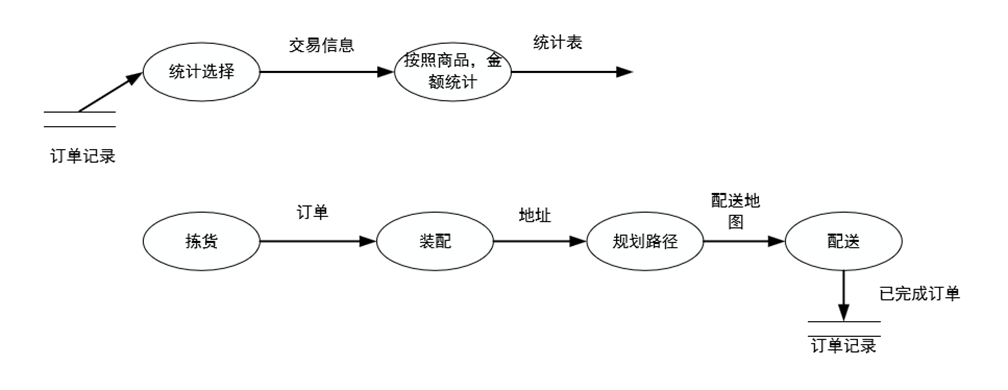 交易信息
统计表
统计选择
按照商品，金
额统计
订单记录
订单
地址
配送地
图
拣货
装配
规划路径
配送
已完成订单
订单记录